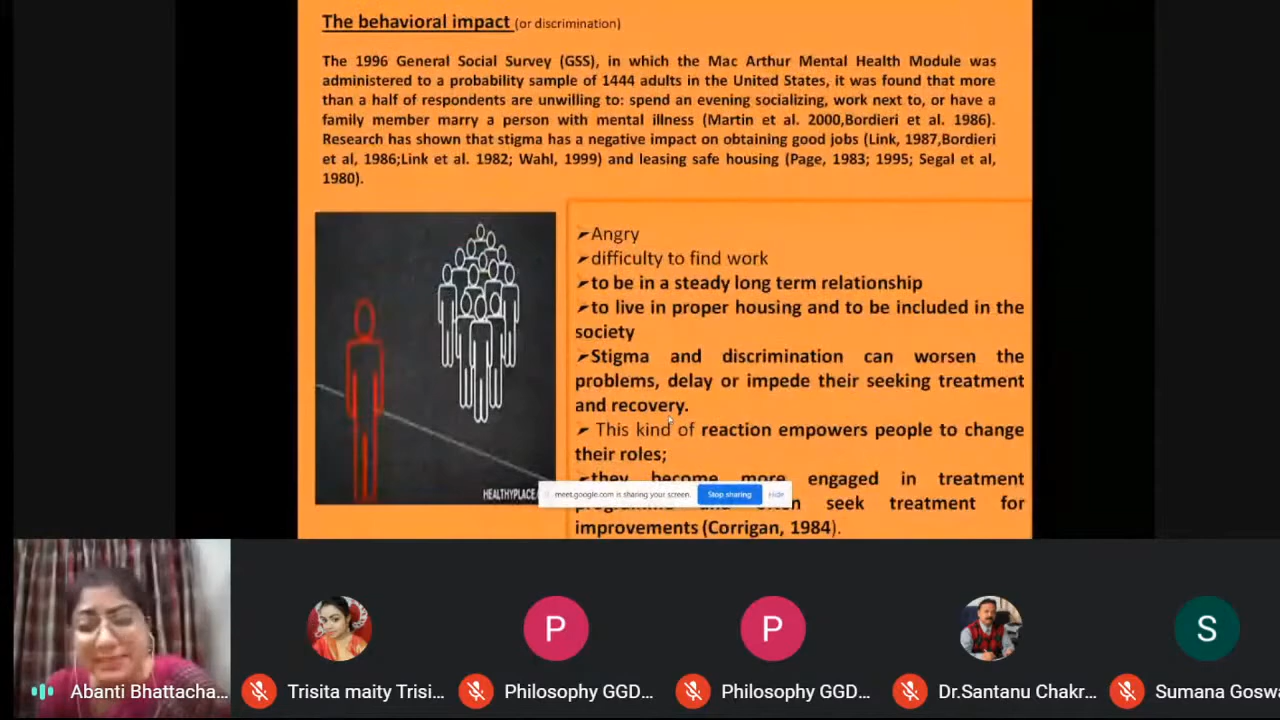 The behavioral impact (or discrimination)
The 1996 General Social Survey (GSS), in which the Mac Arthur Mental Health Module was
administered to a probability sample of 1444 adults in the United States, it was found that more
than a half of respondents are unwilling to: spend an evening socializing, work next to, or have a
family member marry a person with mental illness (Martin et al. 2000,Bordieri et al. 1986).
Research has shown that stigma has a negative impact on obtaining good jobs (Link, 1987,Bordieri
et al, 1986;Link et al. 1982; Wahl, 1999) and leasing safe housing (Page, 1983; 1995; Segal et al,
1980).
➤Angry
➤difficulty to find work
➤to be in a steady long term relationship
➤to live in proper housing and to be included in the
society
➤Stigma and discrimination can worsen the
problems, delay or impede their seeking treatment
and recovery.
➤ This kind of reaction empowers people to change
their roles;
➤they become more engaged in treatment
seek treatment for
improvements (Corrigan, 1984).
HEALTHYPLACE.
meet.google.com is sharing your screen. Stop sharing Hide
P
P
S
Abanti Bhattacha...
Trisita maity Trisi...
Philosophy GGD...
Philosophy GGD...
Dr.Santanu Chakr...
Sumana Gosw